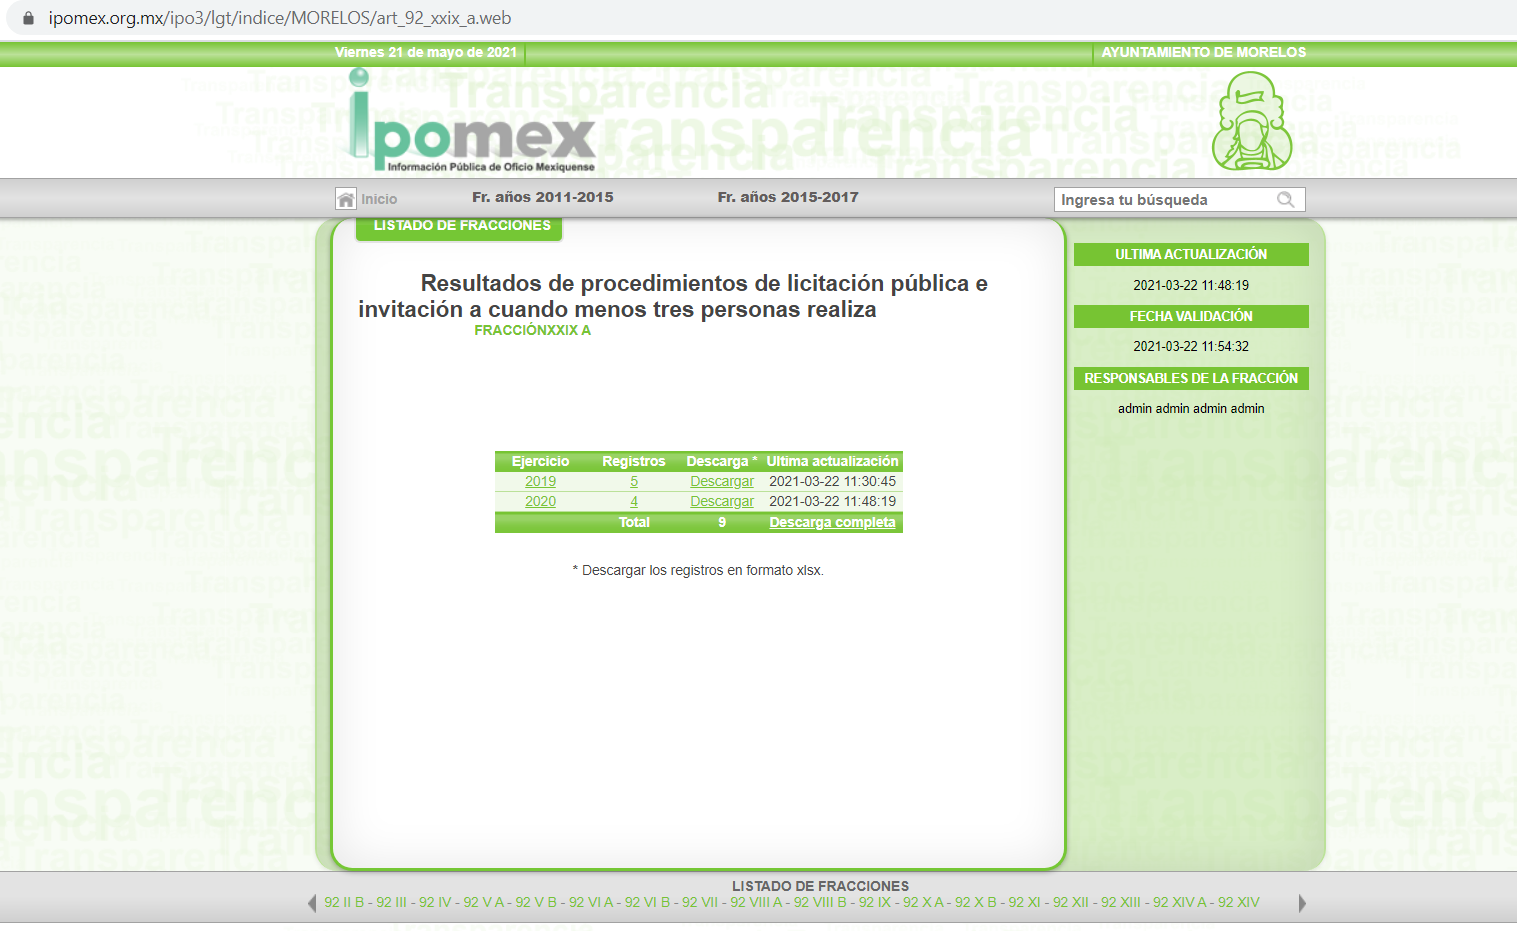 ipomex.org.mx/ipo3/lgt/indice/MORELOS/art_92_xxix_a.web
Viernes 21 de mayo de 2021
AYUNTAMIENTO DE MORELOS
ipomex
Información Pública de Oficio Mexiquense
Inicio
Fr. años 2011-2015
Fr. años 2015-2017
Ingresa tu búsqueda
LISTADO DE FRACCIONES
Resultados de procedimientos de licitación pública e
invitación a cuando menos tres personas realiza
FRACCIÓNXXIX A
Ejercicio Registros Descarga * Ultima actualización
2019 5 Descargar 2021-03-22 11:30:45
2020 4 Descargar 2021-03-22 11:48:19
Total 9 Descarga completa
* Descargar los registros en formato xlsx.
ULTIMA ACTUALIZACIÓN
2021-03-22 11:48:19
FECHA VALIDACIÓN
2021-03-22 11:54:32
RESPONSABLES DE LA FRACCIÓN
admin admin admin admin
LISTADO DE FRACCIONES
92 II B - 92 III - 92 IV - 92 V A - 92 V B - 92 VI A - 92 VI B - 92 VII - 92 VIII A - 92 VIII B - 92 IX - 92 X A - 92 X B - 92 XI - 92 XII - 92 XIII - 92 XIV A - 92 XIV